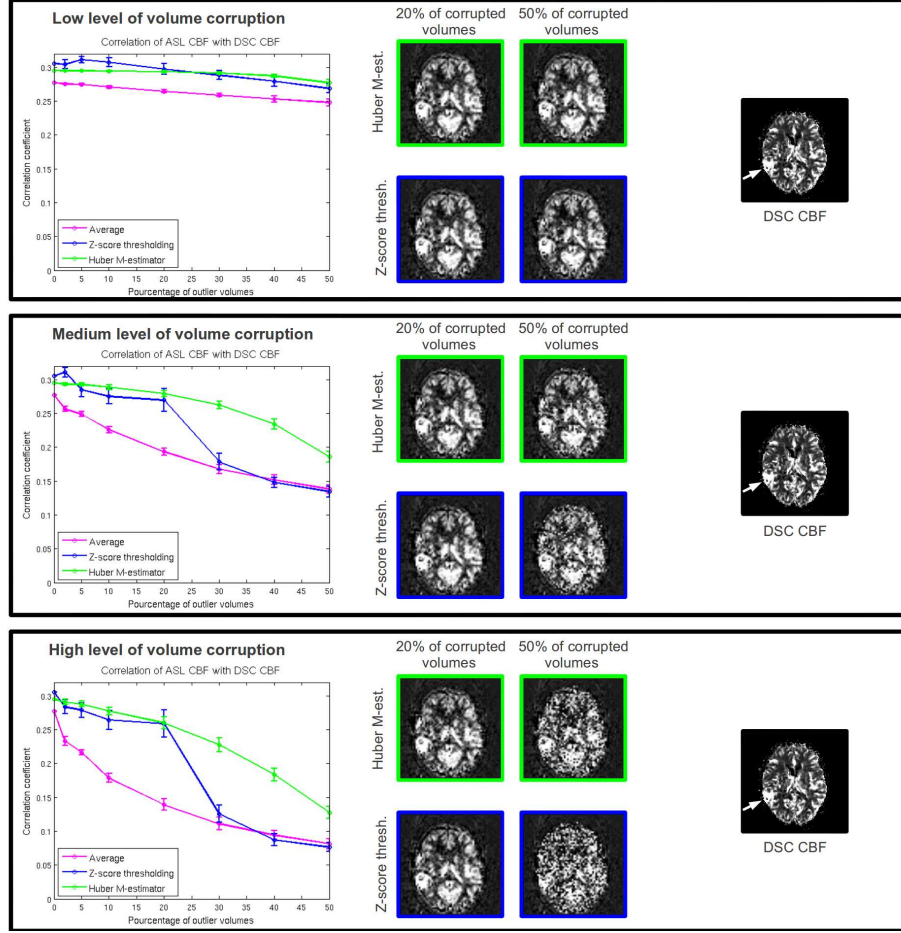 Low level of volume corruption
Correlation of ASL CBF with DSC CBF
0.3
0.25
0.2
0.15
0.1
0.05
0
Correlation coefficient
Average
Z-score thresholding
Huber M-estimator
0 5 10 15 20 25 30 35 40 45 50
Pourcentage of outlier volumes
20% of corrupted
volumes
50% of corrupted
volumes
Huber M-est.
Z-score thresh.
DSC CBF
Medium level of volume corruption
Correlation of ASL CBF with DSC CBF
0.3
0.25
0.2
0.15
0.1
0.05
0
Correlation coefficient
Average
Z-score thresholding
Huber M-estimator
0 5 10 15 20 25 30 35 40 45 50
Pourcentage of outlier volumes
20% of corrupted
volumes
50% of corrupted
volumes
Huber M-est.
Z-score thresh.
DSC CBF
High level of volume corruption
Correlation of ASL CBF with DSC CBF
0.3
0.25
0.2
0.15
0.1
0.05
0
Correlation coefficient
Average
Z-score thresholding
Huber M-estimator
0 5 10 15 20 25 30 35 40 45 50
Pourcentage of outlier volumes
20% of corrupted
volumes
50% of corrupted
volumes
Huber M-est.
Z-score thresh.
DSC CBF